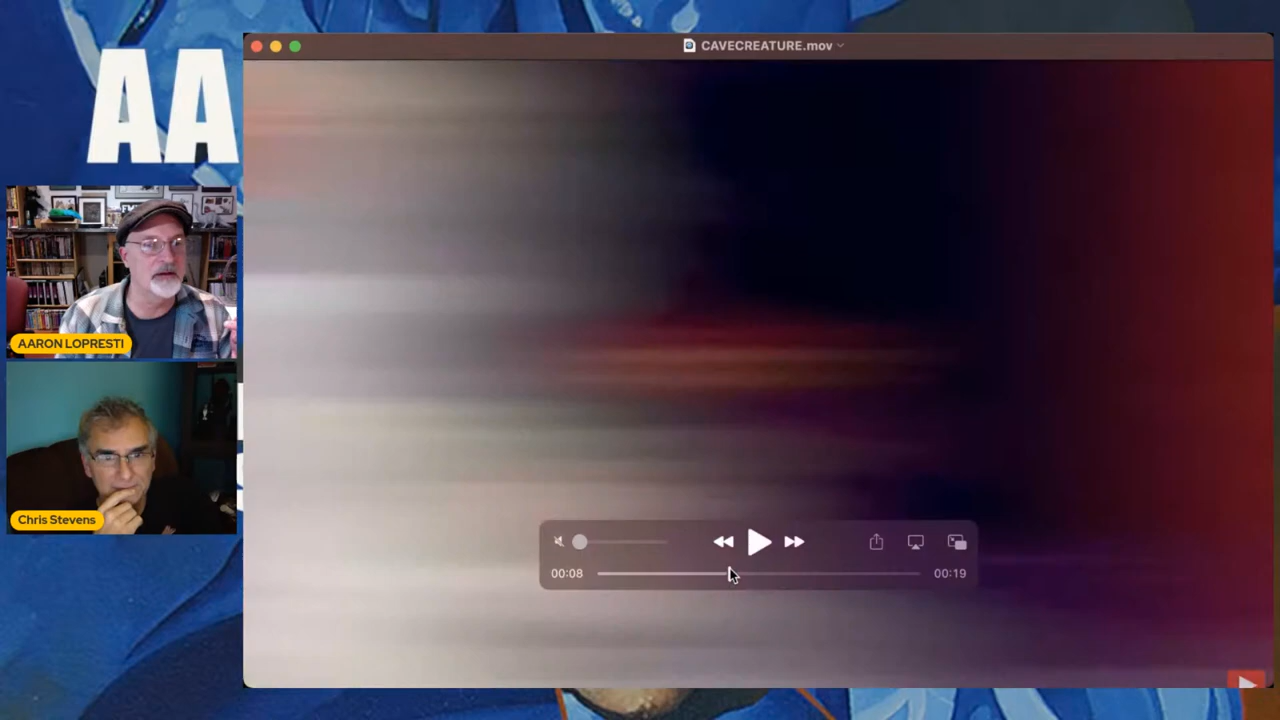 CAVECREATURE.mov
AA
AARON LOPRESTI
Chris Stevens
00:08
00:19